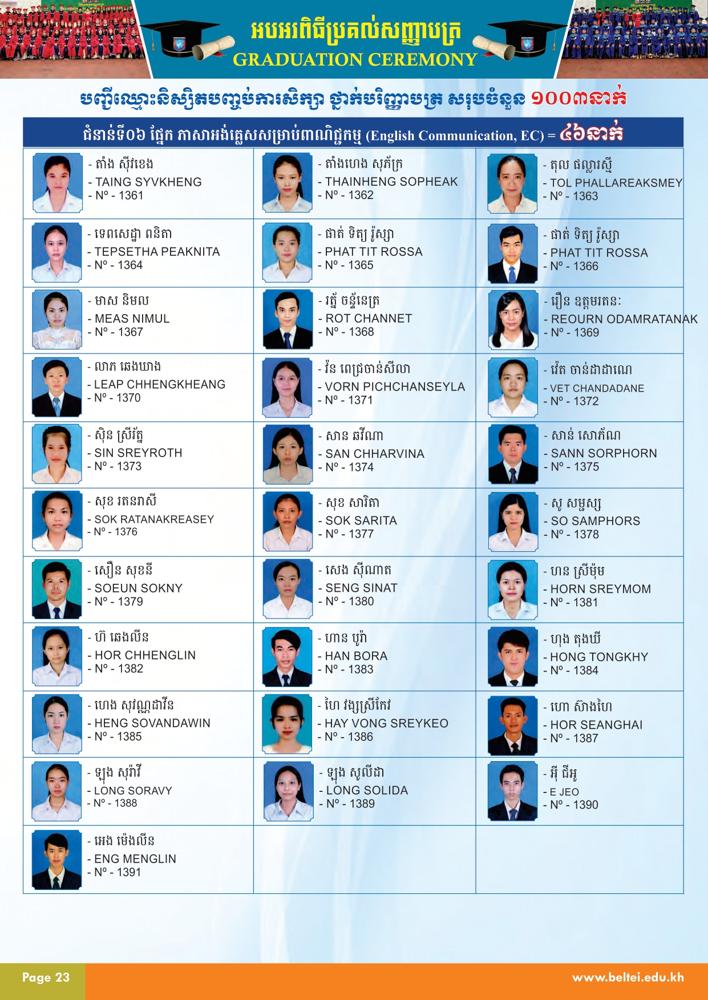 អបអរពិធីប្រគល់សញ្ញាបត្រ
GRADUATION CEREMONY
បញ្ជីឈ្មោះនិស្សិតបញ្ចប់ការសិក្សា ថ្នាក់បរិញ្ញាបត្រ សរុបចំនួន ១០០៣នាក់
ជំនាន់ទី០៦ ផ្នែក ភាសាអង់គ្លេសសម្រាប់ពាណិជ្ជកម្ម (English Communication, EC) = ៤៦នាក់
- តាំង ស៊ីវខេង
- TAING SYVKHENG
- Nº - 1361
- តាំងហេង សុភ័ក្រ
- THAINHENG SOPHEAK
- Nº - 1362
- តុល ផល្លារស្មី
- TOL PHALLAREAKSMEY
- Nº - 1363
- ទេពសេដ្ឋា ពនិតា
- TEPSETHA PEAKNITA
- Nº - 1364
- ផាត់ ទិត្យ រ៉ូស្សា
- PHAT TIT ROSSA
- Nº - 1365
- ផាត់ ទិត្យ រ៉ូស្សា
- PHAT TIT ROSSA
- Nº - 1366
- មាស និមល
- MEAS NIMUL
- Nº - 1367
- រត្ន័ ចន្ទ័នេត្រ
- ROT CHANNET
- Nº - 1368
- រឿន ឧត្តមរតនៈ
- REOURN ODAMRATANAK
- Nº - 1369
- លាភ ឆេងឃាង
- LEAP CHHENGKHEANG
- Nº - 1370
- វ៉ន ពេជ្រចាន់សីលា
- VORN PICHCHANSEYLA
- Nº - 1371
- វ៉េត ចាន់ដាដាណេ
- VET CHANDADANE
- Nº - 1372
- ស៊ិន ស្រីរ័ត្ន
- SIN SREYROTH
- Nº - 1373
- សាន ឆវីណា
- SAN CHHARVINA
- Nº - 1374
- សាន់ សោភ័ណ
- SANN SORPHORN
- Nº - 1375
- សុខ រតនរាសី
- SOK RATANAKREASEY
- Nº - 1376
- សុខ សារិតា
- SOK SARITA
- Nº - 1377
- សូ សម្ផស្ស
- SO SAMPHORS
- Nº - 1378
- សឿន សុខនី
- SOEUN SOKNY
- Nº - 1379
- សេង ស៊ីណាត
- SENG SINAT
- Nº - 1380
- ហន ស្រីមុំម
- HORN SREYMOM
- Nº - 1381
- ហ៊ ឆេងលីន
- HOR CHHENGLIN
- Nº - 1382
- ហាន បូរ៉ា
- HAN BORA
- Nº - 1383
- ហុង តុងឃី
- HONG TONGKHY
- Nº - 1384
- ហេង សុវណ្ណដាវីន
- HENG SOVANDAWIN
- Nº - 1385
- ហៃ វង្សស្រីកែវ
- HAY VONG SREYKEO
- Nº - 1386
- ហោ ស៊ាងហៃ
- HOR SEANGHAI
- Nº - 1387
- ឡុង សុរ៉ាវី
- LONG SORAVY
- Nº - 1388
- ឡុង សូលីដា
- LONG SOLIDA
- Nº - 1389
- អ៊ី ជីអូ
- E JEO
- Nº - 1390
- អេង ម៉េងលីន
- ENG MENGLIN
- Nº - 1391
Page 23
www.beltei.edu.kh